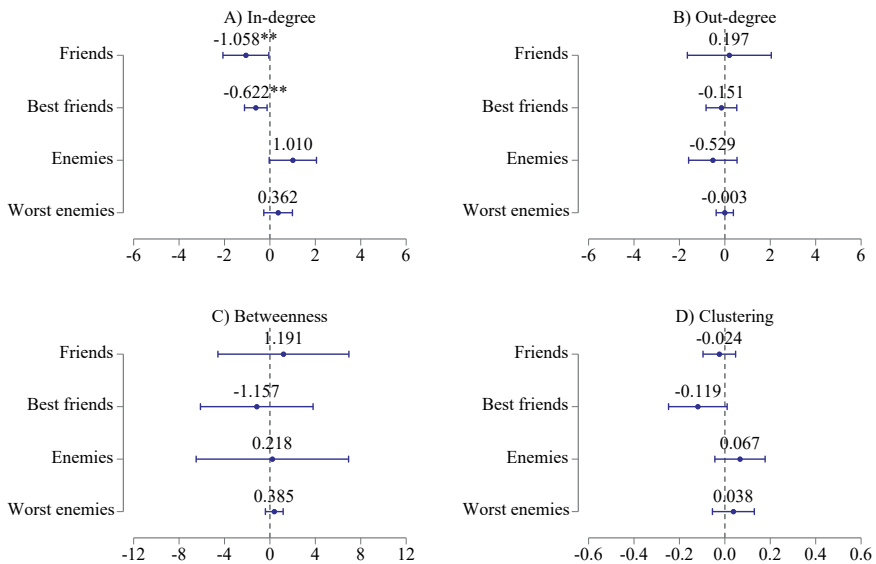 A) In-degree
Friends
-1.058**
Best friends
-0.622**
Enemies
1.010
Worst enemies
0.362
-6 -4 -2 0 2 4 6
B) Out-degree
Friends
0.197
Best friends
-0.151
Enemies
-0.529
Worst enemies
-0.003
-6 -4 -2 0 2 4 6
C) Betweenness
Friends
1.191
Best friends
-1.157
Enemies
0.218
Worst enemies
0.385
-12 -8 -4 0 4 8 12
D) Clustering
Friends
-0.024
Best friends
-0.119
Enemies
0.067
Worst enemies
0.038
-0.6 -0.4 -0.2 0.0 0.2 0.4 0.6